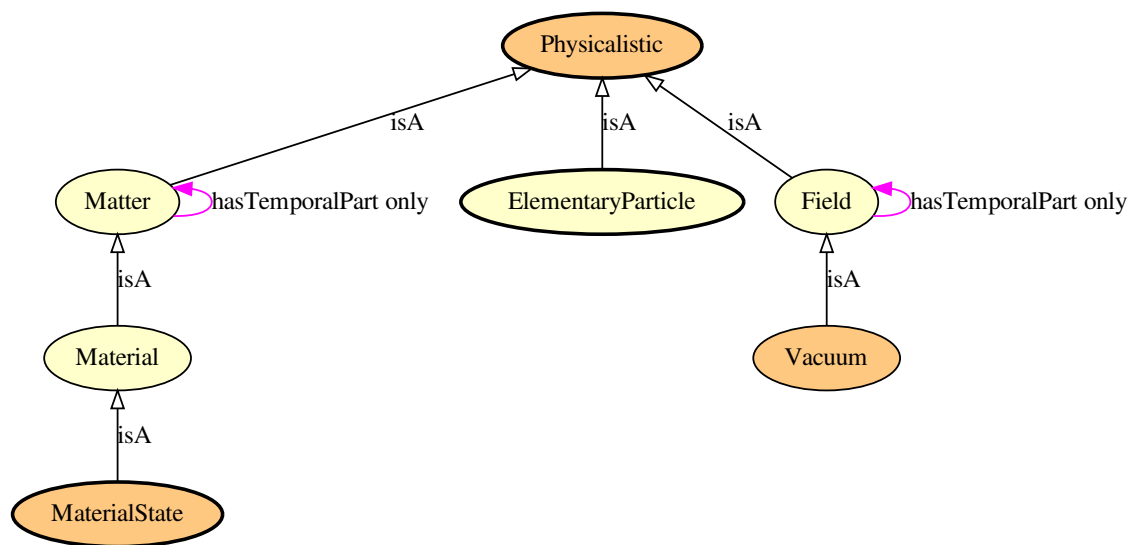 Physicalistic
isA
isA
isA
Matter
hasTemporalPart only
ElementaryParticle
Field
hasTemporalPart only
isA
isA
Material
Vacuum
isA
MaterialState